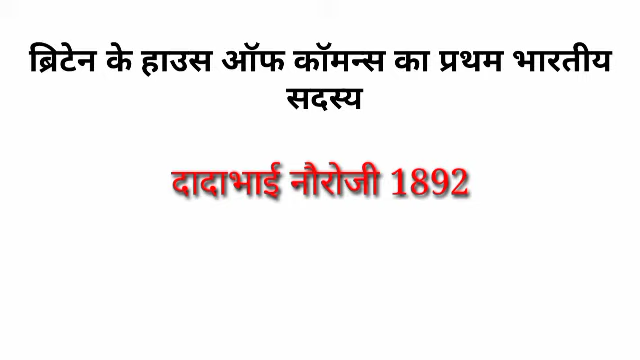 ब्रिटेन के हाउस ऑफ कॉमन्स का प्रथम भारतीय
सदस्य
दादाभाई नौरोजी 1892